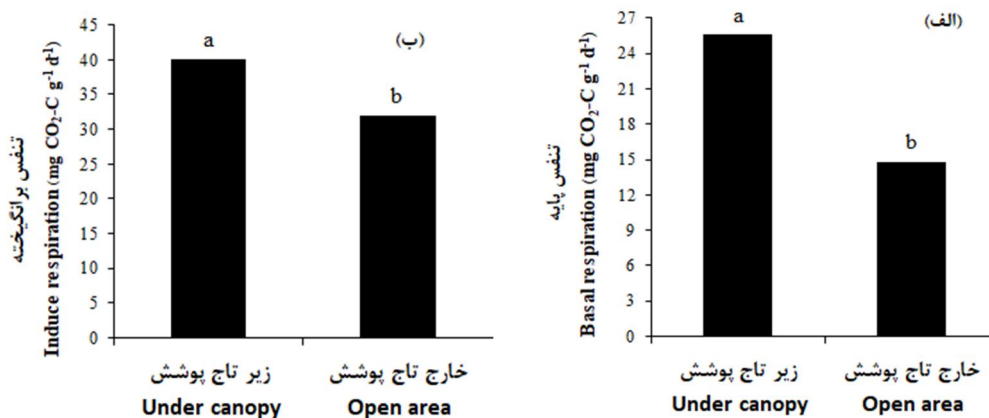 تنفس برانگیخته
Induce respiration (mg CO₂-C g⁻¹ d⁻¹)
45
40
35
30
25
20
15
10
5
0
(ب)
a
b
زیر تاج پوشش
خارج تاج پوشش
Under canopy
Open area
تنفس پایه
Basal respiration (mg CO₂-C g⁻¹ d⁻¹)
27
24
21
18
15
12
9
6
3
0
(الف)
a
b
زیر تاج پوشش
خارج تاج پوشش
Under canopy
Open area